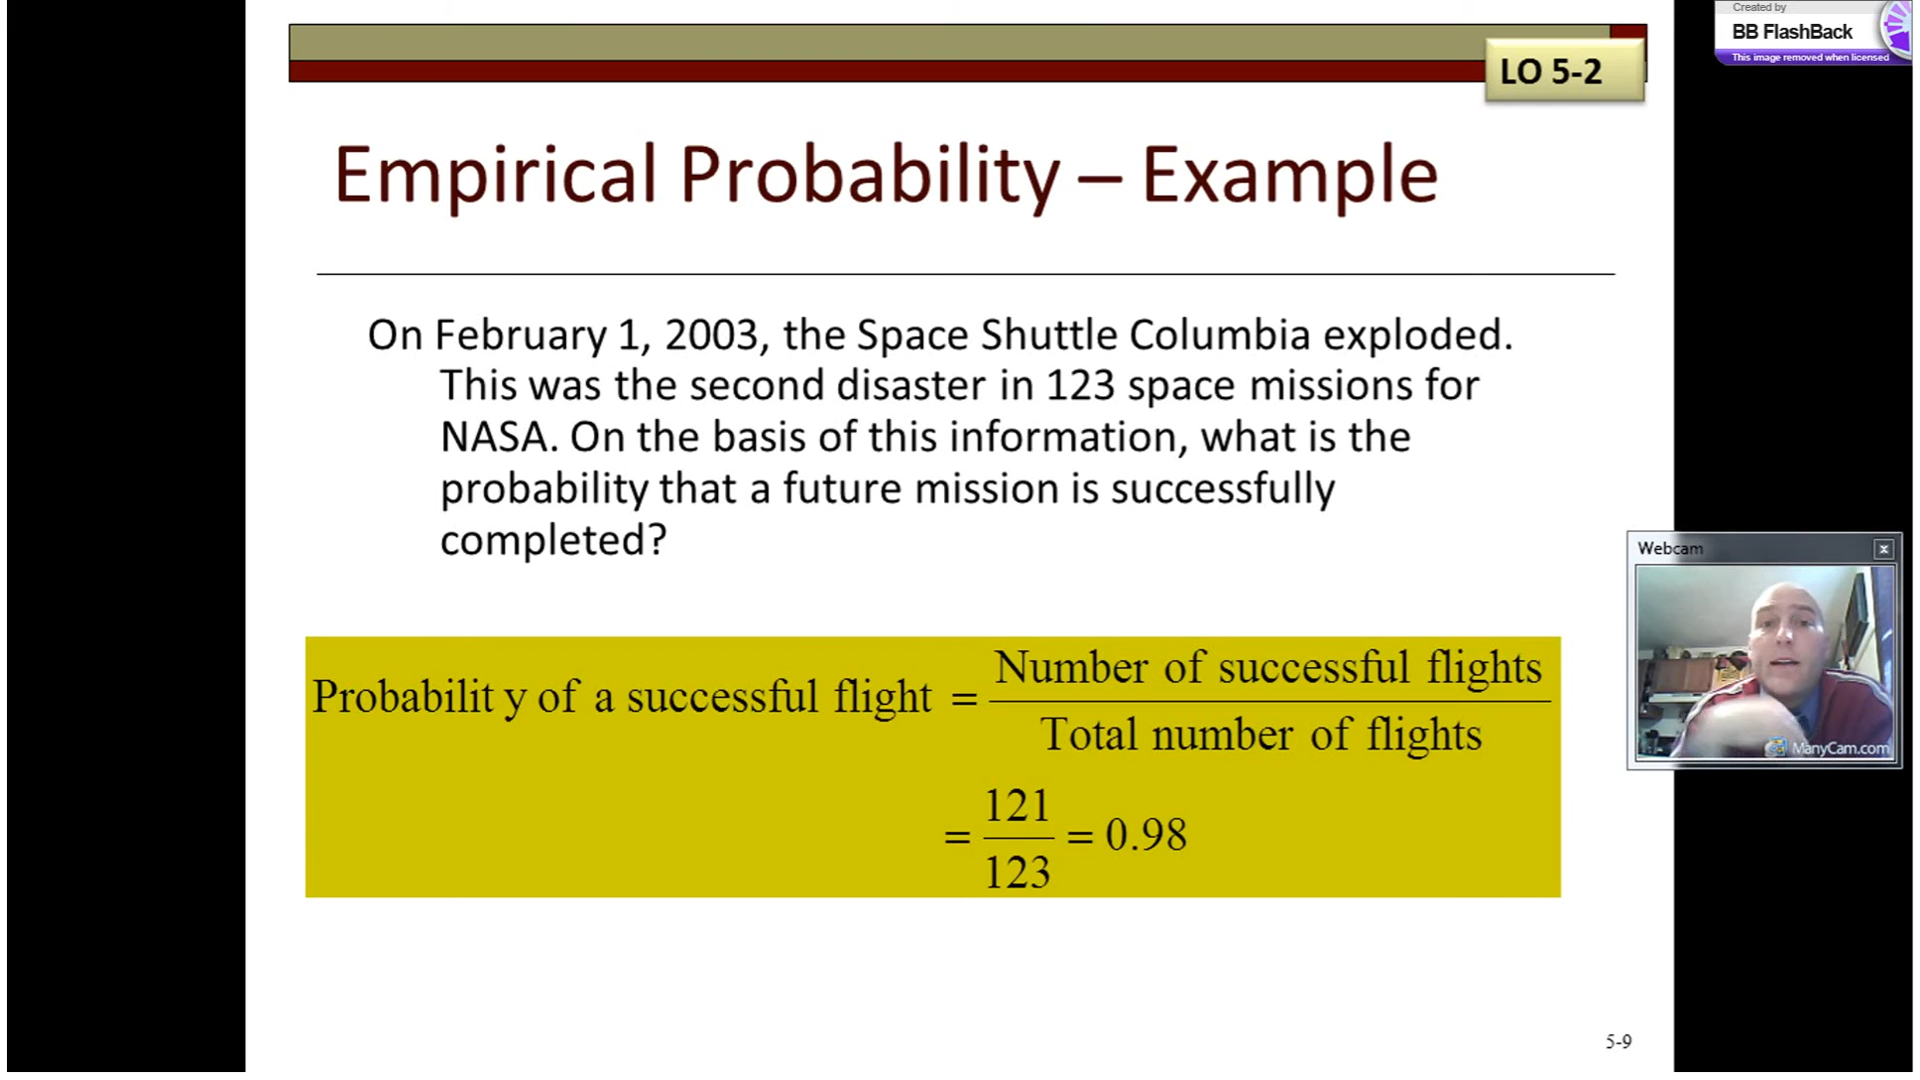 Created by
BB FlashBack
This image removed when licensed
LO 5-2
Empirical Probability – Example
On February 1, 2003, the Space Shuttle Columbia exploded.
This was the second disaster in 123 space missions for
NASA. On the basis of this information, what is the
probability that a future mission is successfully
completed?
Webcam
x
ManyCam.com
Probabilit y of a successful flight = Number of successful flights
Total number of flights
= 121
123 = 0.98
5-9